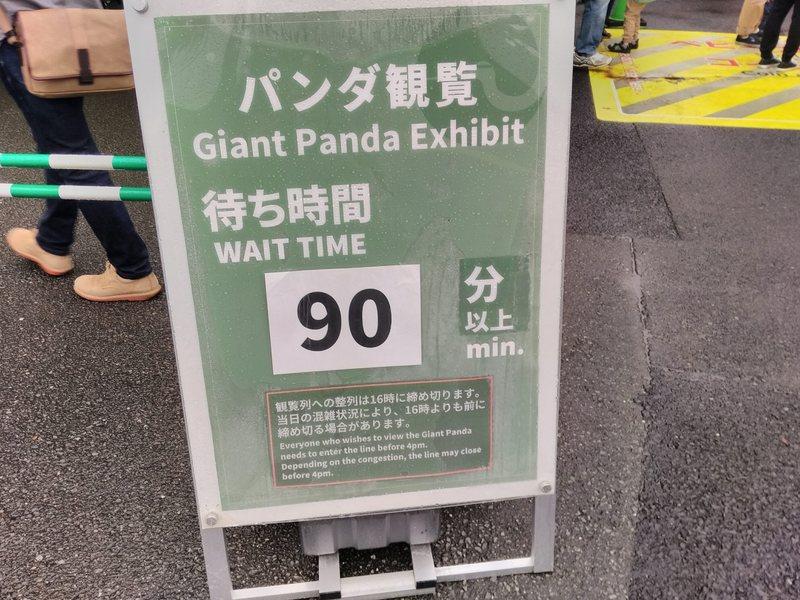 パンダ観覧
Giant Panda Exhibit
待ち時間
WAIT TIME
90
分
以上
min.
観覧列への整列は16時に締め切ります。
当日の混雑状況により、16時よりも前に
締め切る場合があります。
Everyone who wishes to view the Giant Panda
needs to enter the line before 4pm.
Depending on the congestion, the line may close
before 4pm.